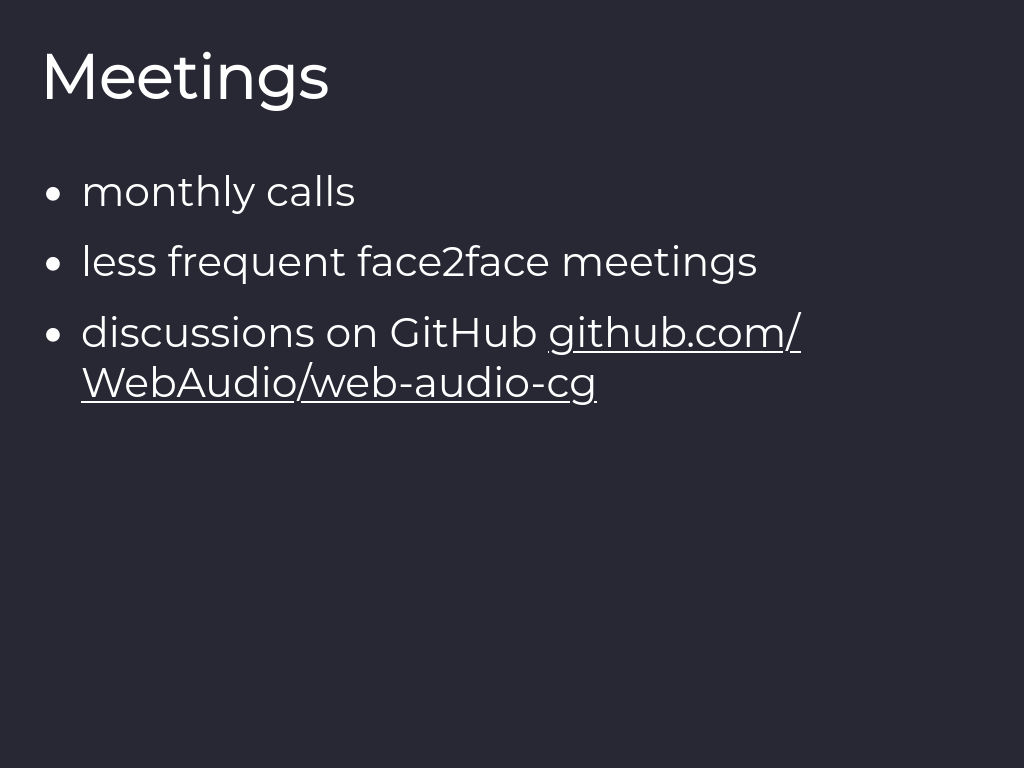 Meetings
• monthly calls
• less frequent face2face meetings
• discussions on GitHub github.com/
WebAudio/web-audio-cg